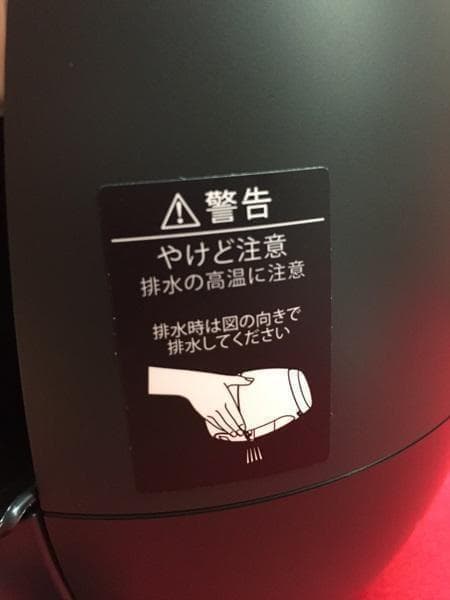 警告
やけど注意
排水の高温に注意
排水時は図の向きで
排水してください